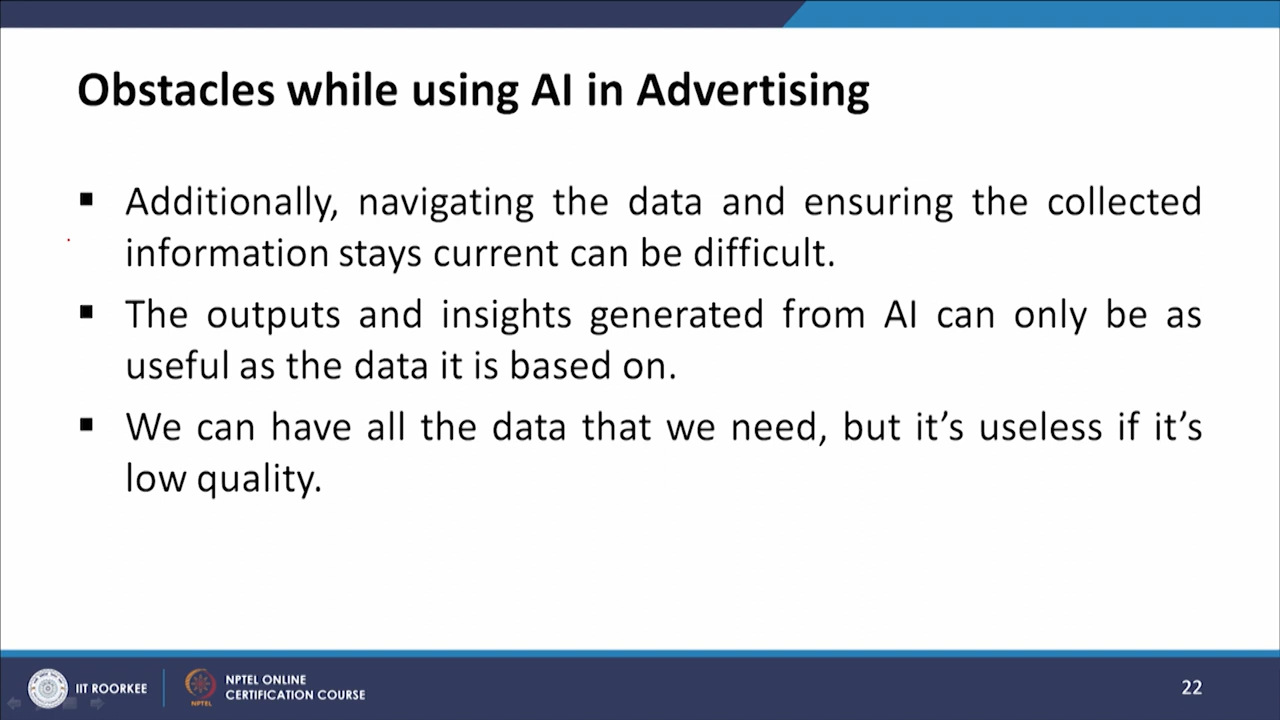 Obstacles while using AI in Advertising
▪ Additionally, navigating the data and ensuring the collected
information stays current can be difficult.
▪ The outputs and insights generated from AI can only be as
useful as the data it is based on.
▪ We can have all the data that we need, but it’s useless if it’s
low quality.
IIT ROORKEE
NPTEL
NPTEL ONLINE
CERTIFICATION COURSE
22